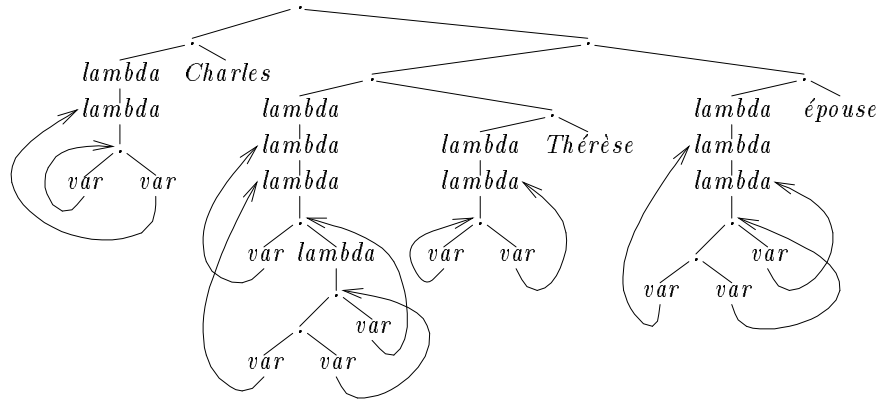 lambda Charles
lambda lambda lambda épouse
lambda lambda Thérèse lambda
var var lambda lambda lambda
var lambda var var var
var var
var
var var